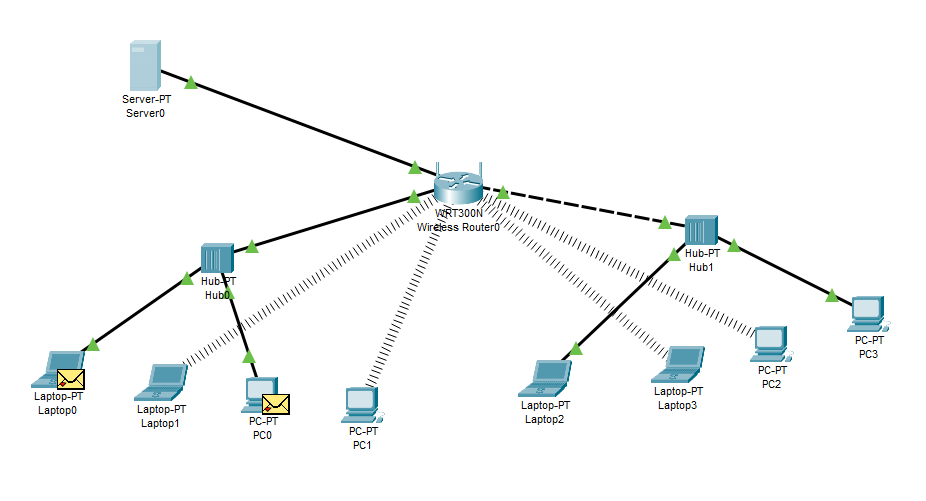 Server-PT
Server0
WRT300N
Wireless Router0
Hub-PT
Hub0
Hub-PT
Hub1
Laptop-PT
Laptop0
Laptop-PT
Laptop1
PC-PT
PC0
PC-PT
PC1
Laptop-PT
Laptop2
Laptop-PT
Laptop3
PC-PT
PC2
PC-PT
PC3